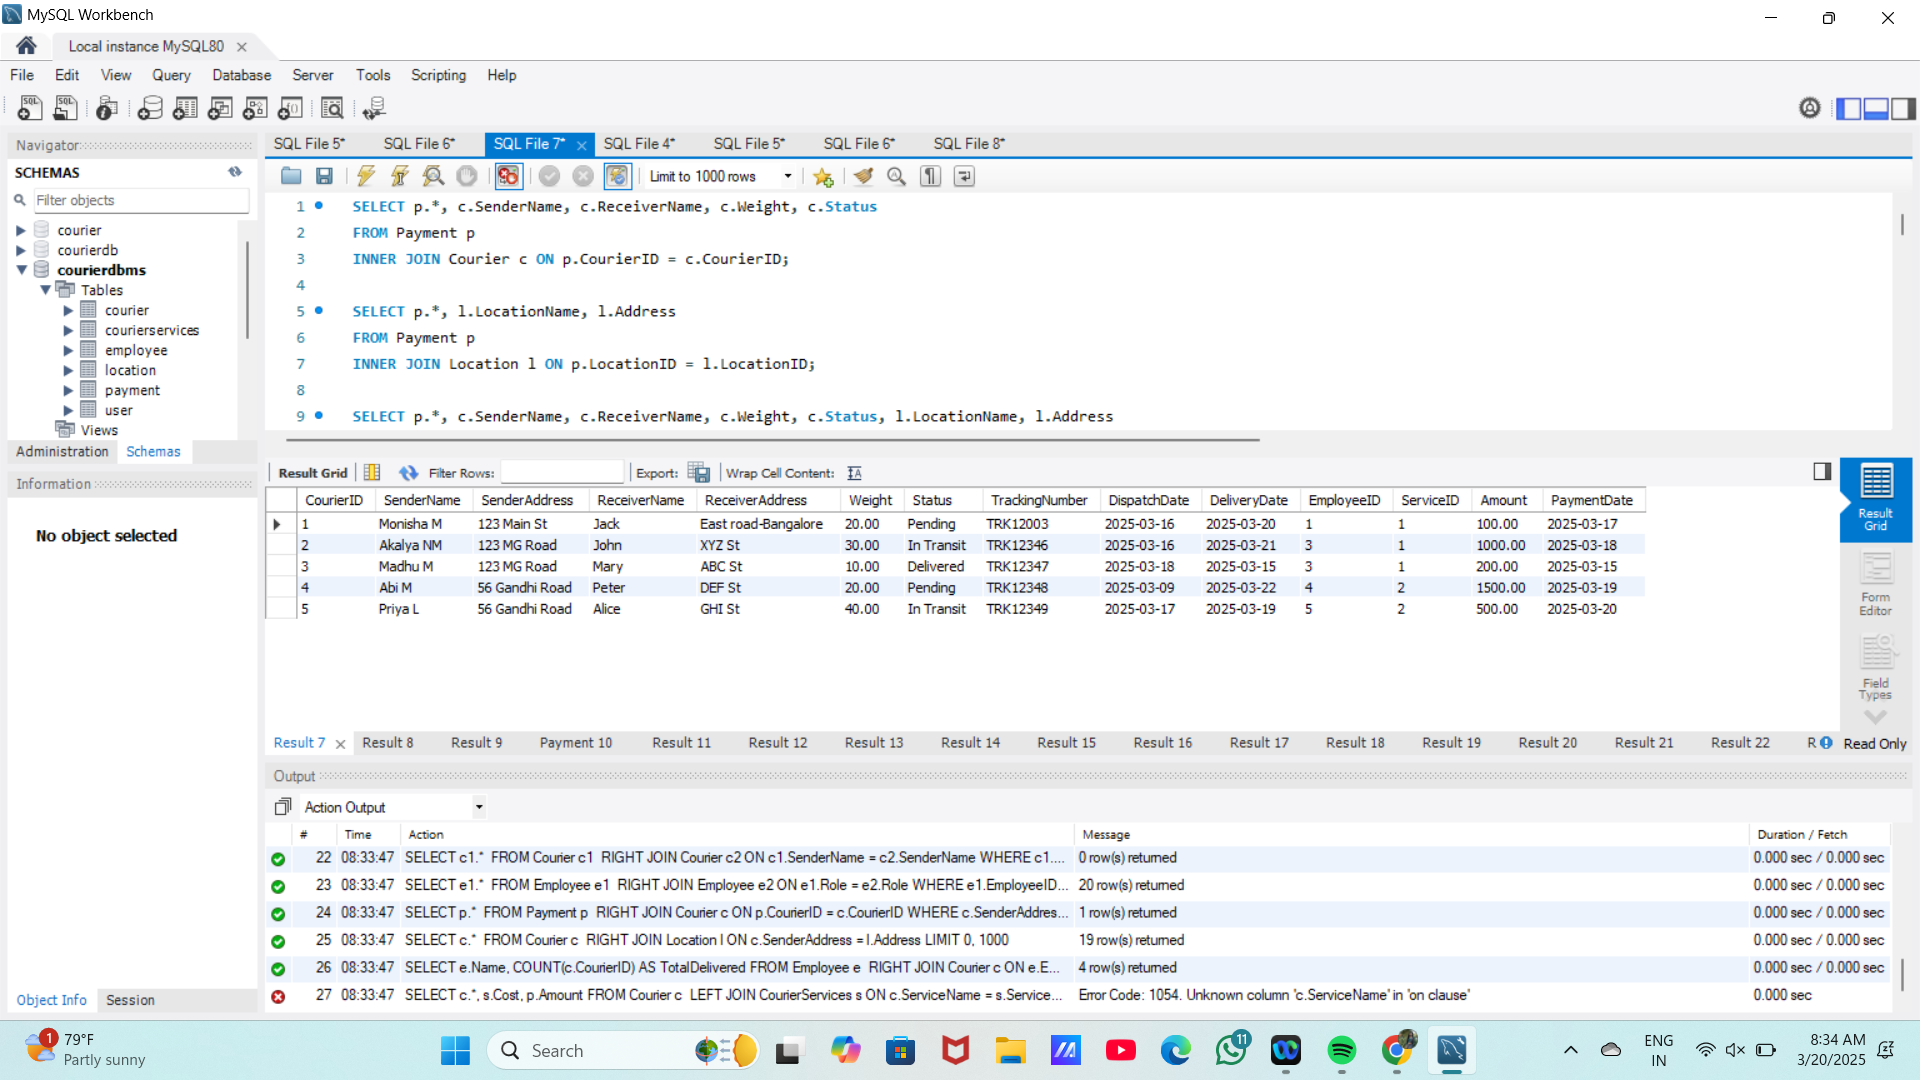 MySQL Workbench
Local instance MySQL80
File Edit View Query Database Server Tools Scripting Help
Navigator
SCHEMAS
Filter objects
courier
courierdb
courierdbms
Tables
courier
courierservices
employee
location
payment
user
Views
Administration Schemas
Information
No object selected
Object Info Session
SQL File 5* SQL File 6* SQL File 7* SQL File 4* SQL File 5* SQL File 6* SQL File 8*
Limit to 1000 rows
1 SELECT p.*, c.SenderName, c.ReceiverName, c.Weight, c.Status
2 FROM Payment p
3 INNER JOIN Courier c ON p.CourierID = c.CourierID;
4
5 SELECT p.*, l.LocationName, l.Address
6 FROM Payment p
7 INNER JOIN Location l ON p.LocationID = l.LocationID;
8
9 SELECT p.*, c.SenderName, c.ReceiverName, c.Weight, c.Status, l.LocationName, l.Address
Result Grid Filter Rows: Export: Wrap Cell Content:
CourierID SenderName SenderAddress ReceiverName ReceiverAddress Weight Status TrackingNumber DispatchDate DeliveryDate EmployeeID ServiceID Amount PaymentDate
1 Monisha M 123 Main St Jack East road-Bangalore 20.00 Pending TRK12003 2025-03-16 2025-03-20 1 1 100.00 2025-03-17
2 Akalya NM 123 MG Road John XYZ St 30.00 In Transit TRK12346 2025-03-16 2025-03-21 3 1 1000.00 2025-03-18
3 Madhu M 123 MG Road Mary ABC St 10.00 Delivered TRK12347 2025-03-18 2025-03-15 3 1 200.00 2025-03-15
4 Abi M 56 Gandhi Road Peter DEF St 20.00 Pending TRK12348 2025-03-09 2025-03-22 4 2 1500.00 2025-03-19
5 Priya L 56 Gandhi Road Alice GHI St 40.00 In Transit TRK12349 2025-03-17 2025-03-19 5 2 500.00 2025-03-20
Result Grid
Form Editor
Field Types
Result 7 Result 8 Result 9 Payment 10 Result 11 Result 12 Result 13 Result 14 Result 15 Result 16 Result 17 Result 18 Result 19 Result 20 Result 21 Result 22 R Read Only
Output
Action Output
# Time Action Message Duration / Fetch
22 08:33:47 SELECT c1.* FROM Courier c1 RIGHT JOIN Courier c2 ON c1.SenderName = c2.SenderName WHERE c1.... 0 row(s) returned 0.000 sec / 0.000 sec
23 08:33:47 SELECT e1.* FROM Employee e1 RIGHT JOIN Employee e2 ON e1.Role = e2.Role WHERE e1.EmployeeID... 20 row(s) returned 0.000 sec / 0.000 sec
24 08:33:47 SELECT p.* FROM Payment p RIGHT JOIN Courier c ON p.CourierID = c.CourierID WHERE c.SenderAddres... 1 row(s) returned 0.000 sec / 0.000 sec
25 08:33:47 SELECT c.* FROM Courier c RIGHT JOIN Location l ON c.SenderAddress = l.Address LIMIT 0, 1000 19 row(s) returned 0.000 sec / 0.000 sec
26 08:33:47 SELECT e.Name, COUNT(c.CourierID) AS TotalDelivered FROM Employee e RIGHT JOIN Courier c ON e.E... 4 row(s) returned 0.000 sec / 0.000 sec
27 08:33:47 SELECT c.*, s.Cost, p.Amount FROM Courier c LEFT JOIN CourierServices s ON c.ServiceName = s.Service... Error Code: 1054. Unknown column 'c.ServiceName' in 'on clause' 0.000 sec
1
79°F
Partly sunny
Search
11
ENG
IN
8:34 AM
3/20/2025